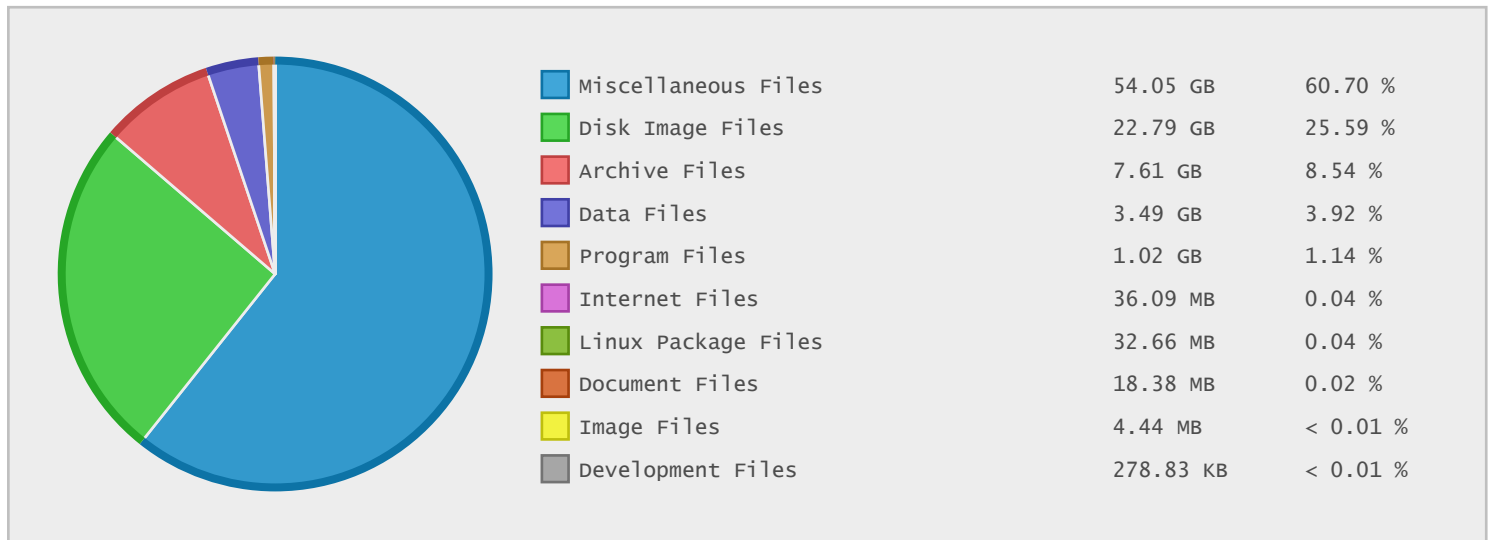 Miscellaneous Files 54.05 GB 60.70 %
Disk Image Files 22.79 GB 25.59 %
Archive Files 7.61 GB 8.54 %
Data Files 3.49 GB 3.92 %
Program Files 1.02 GB 1.14 %
Internet Files 36.09 MB 0.04 %
Linux Package Files 32.66 MB 0.04 %
Document Files 18.38 MB 0.02 %
Image Files 4.44 MB < 0.01 %
Development Files 278.83 KB < 0.01 %